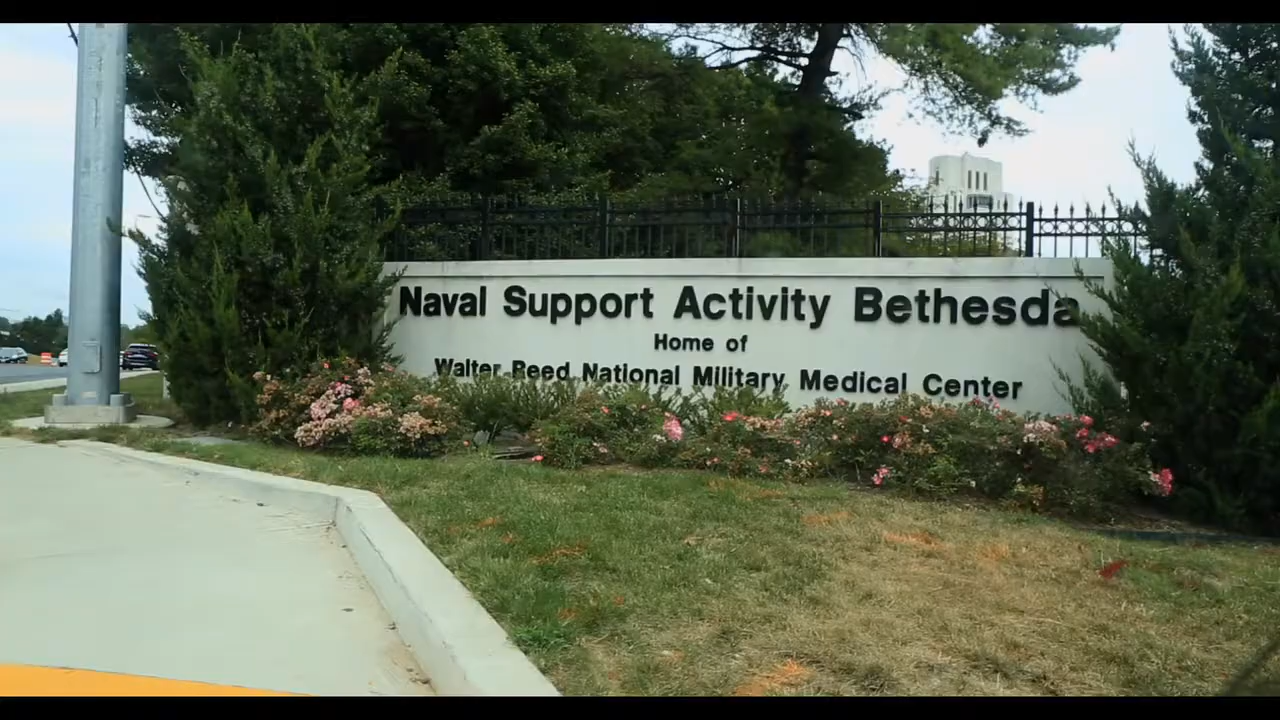 Naval Support Activity Bethesda
Home of
Walter Reed National Military Medical Center